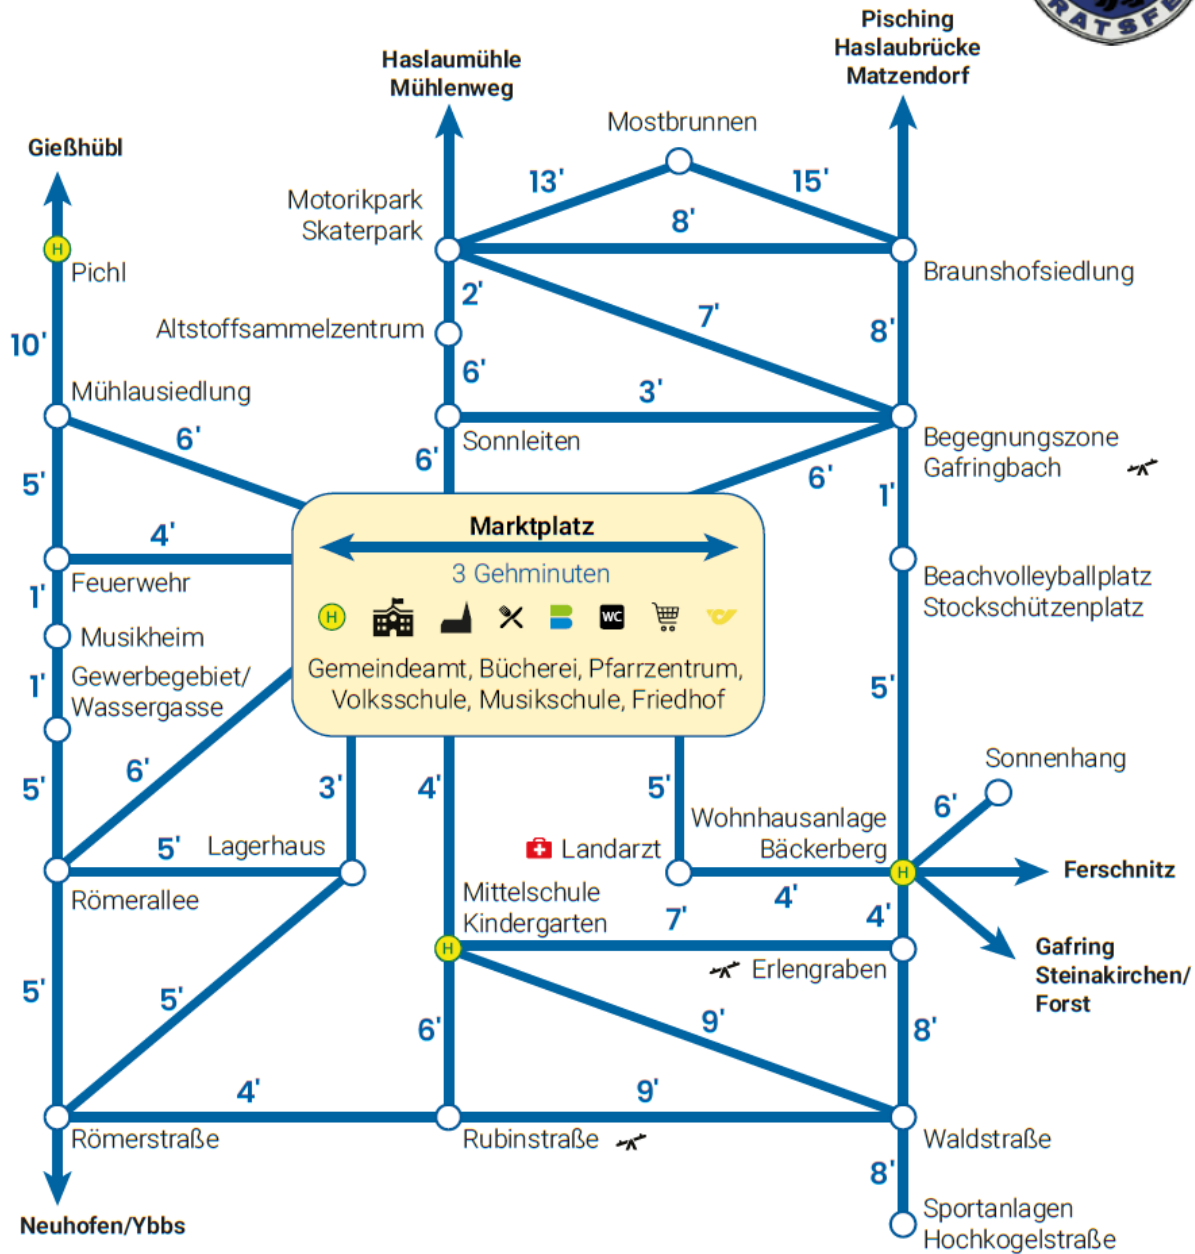 RATSFE
Pisching
Haslaubrücke
Matzendorf
Haslaumühle
Mühlenweg
Gießhübl
Mostbrunnen
13'
15'
Motorikpark
Skaterpark
8'
H
Pichl
Braunshofsiedlung
2'
7'
Altstoffsammelzentrum
8'
10'
6'
3'
Mühlausiedlung
6'
Sonnleiten
Begegnungszone
Gafringbach
6'
6'
5'
1'
Marktplatz
4'
3 Gehminuten
Feuerwehr
Beachvolleyballplatz
Stockschützenplatz
1'
H
WC
Musikheim
Gemeindeamt, Bücherei, Pfarrzentrum,
Volksschule, Musikschule, Friedhof
1'
Gewerbegebiet/
Wassergasse
5'
Sonnenhang
5'
6'
3'
4'
5'
6'
Wohnhausanlage
Bäckerberg
5'
Lagerhaus
Landarzt
H
Ferschnitz
4'
Römerallee
Mittelschule
Kindergarten
7'
4'
H
Erlengraben
Gafring
Steinakirchen/
Forst
5'
5'
6'
9'
8'
4'
9'
Römerstraße
Rubinstraße
Waldstraße
8'
Neuhofen/Ybbs
Sportanlagen
Hochkogelstraße